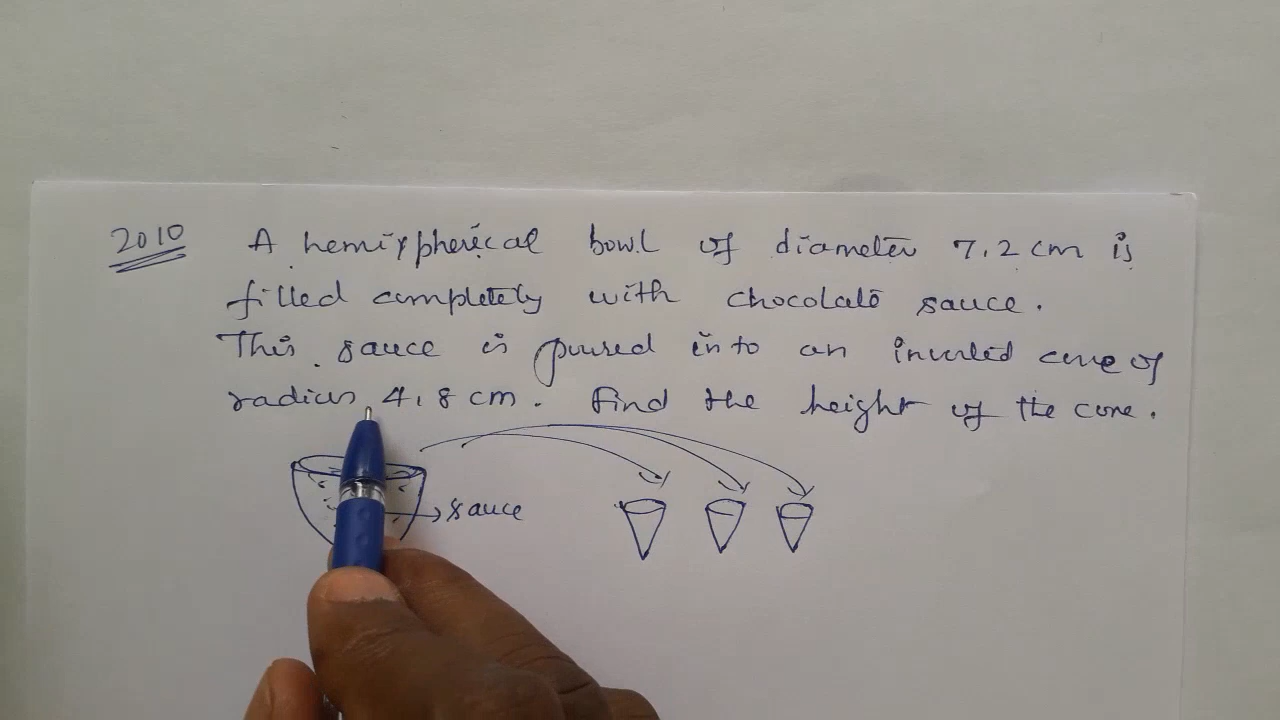 2010 A hemispherical bowl of diameter 7.2 cm is
filled completely with chocolate sauce.
This sauce is poured into an inverted cone of
radius 4.8 cm. Find the height of the cone.
sauce